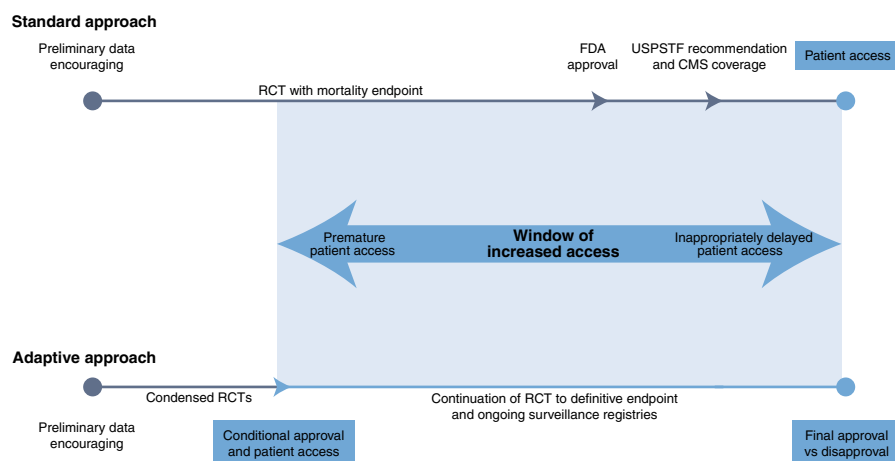 Standard approach
Preliminary data
encouraging
FDA
approval
USPSTF recommendation
and CMS coverage
Patient access
RCT with mortality endpoint
Premature
patient access
Window of
increased access
Inappropriately delayed
patient access
Adaptive approach
Condensed RCTs
Continuation of RCT to definitive endpoint
and ongoing surveillance registries
Preliminary data
encouraging
Conditional approval
and patient access
Final approval
vs disapproval